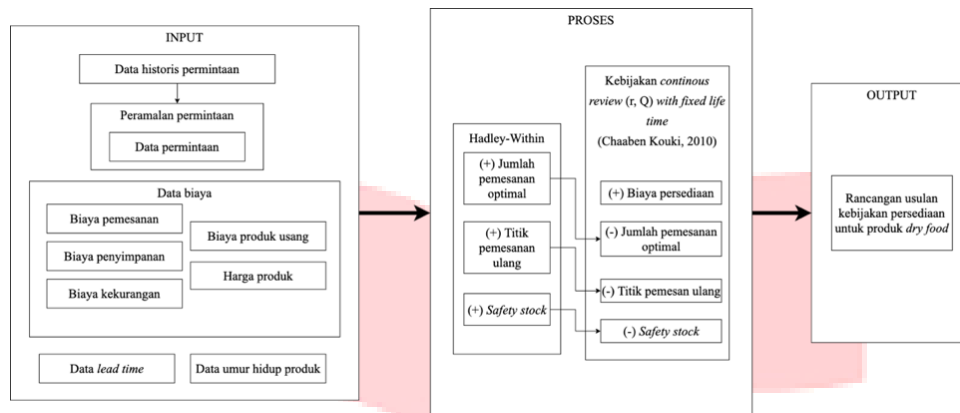 INPUT
Data historis permintaan
Peramalan permintaan
Data permintaan
Data biaya
Biaya pemesanan
Biaya penyimpanan
Biaya kekurangan
Biaya produk usang
Harga produk
Data lead time
Data umur hidup produk
PROSES
Hadley-Within
(+) Jumlah
pemesanan
optimal
(+) Titik
pemesanan
ulang
(+) Safety stock
Kebijakan continous
review (r, Q) with fixed life
time
(Chaaben Kouki, 2010)
(+) Biaya persediaan
(-) Jumlah pemesanan
optimal
(-) Titik pemesan ulang
(-) Safety stock
OUTPUT
Rancangan usulan
kebijakan persediaan
untuk produk dry food